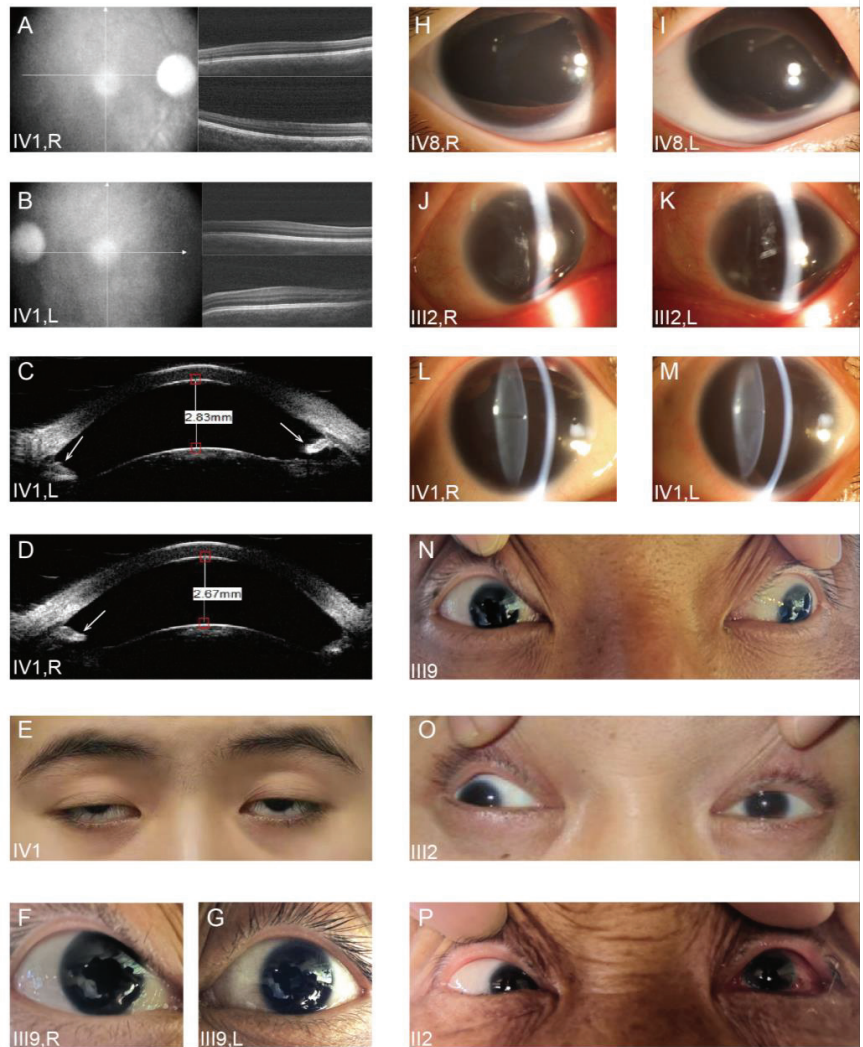 A
IV1,R
B
IV1,L
C
2.83mm
IV1,L
D
2.67mm
IV1,R
E
IV1
F
III9,R
G
III9,L
H
IV8,R
I
IV8,L
J
III2,R
K
III2,L
L
IV1,R
M
IV1,L
N
III9
O
III2
P
II2